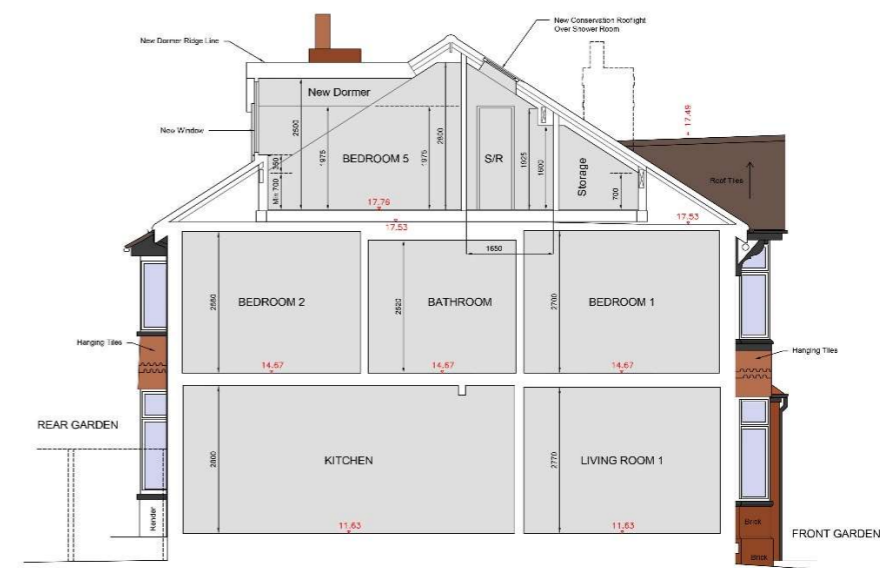 New Conservation Rooflight
Over Shower Room
New Dormer Ridge Line
New Dormer
17.49
New Window
2500
1975
BEDROOM 5
1975
2600
S/R
1925
1600
Storage
700
Roof Tiles
350
Min 700
17.76
17.53
17.53
1650
BEDROOM 2
BATHROOM
2520
BEDROOM 1
2700
Hanging Tiles
Hanging Tiles
14.67
14.67
14.67
REAR GARDEN
2800
KITCHEN
2770
LIVING ROOM 1
Render
11.63
11.63
Brick
Brick
FRONT GARDEN